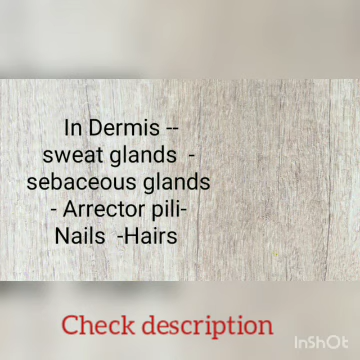 In Dermis --
sweat glands -
sebaceous glands
- Arrector pili-
Nails -Hairs
Check description
InShOt